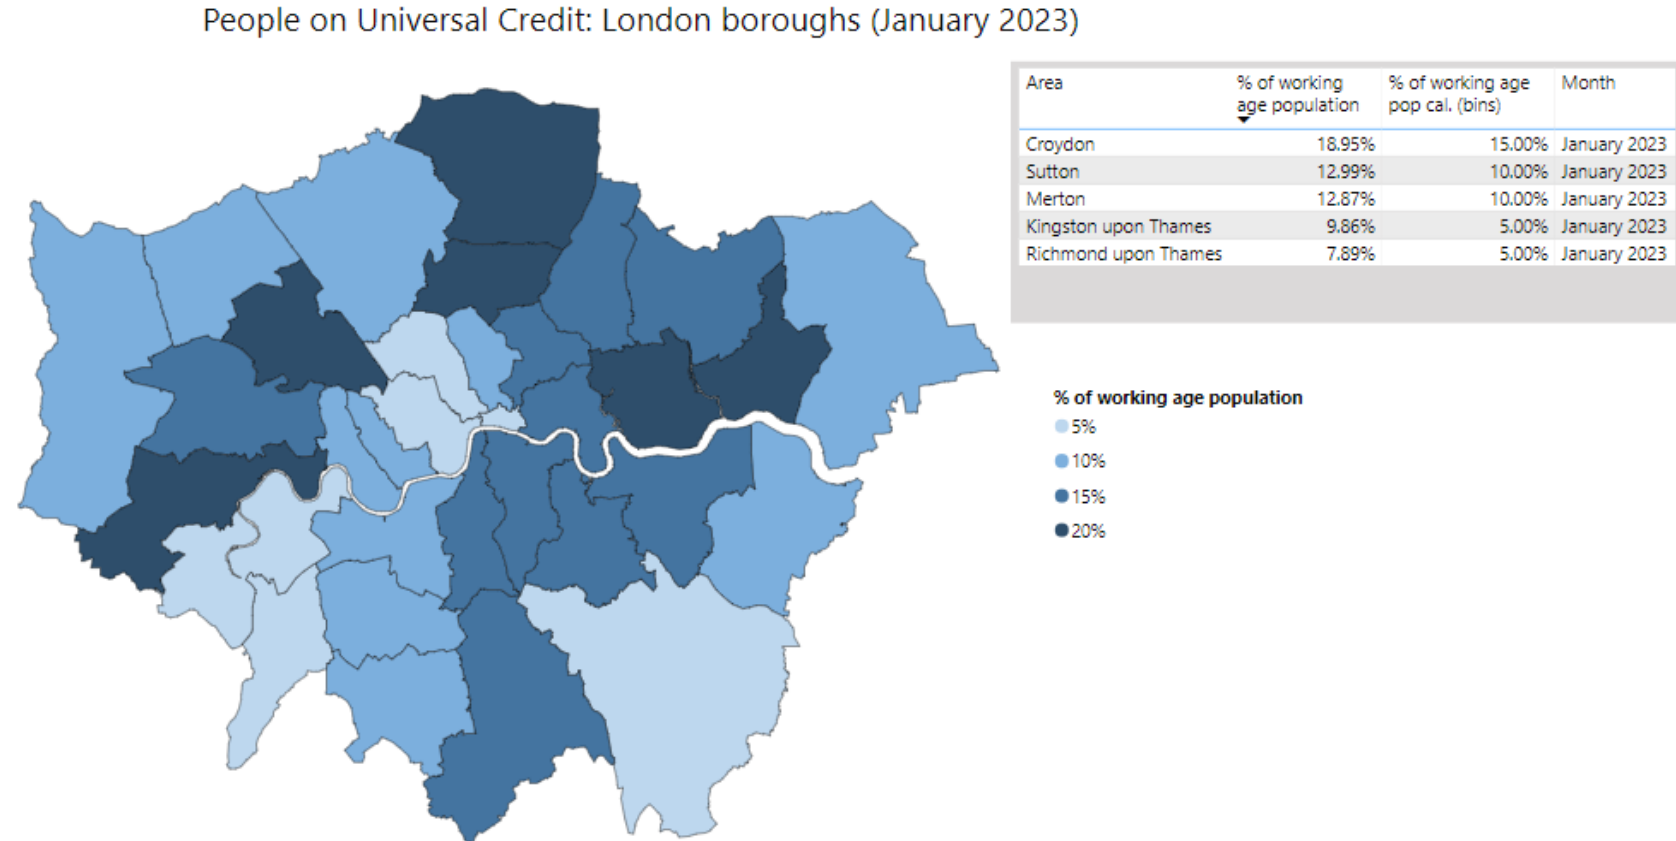 People on Universal Credit: London boroughs (January 2023)
Area % of working age population % of working age pop cal. (bins) Month
Croydon 18.95% 15.00% January 2023
Sutton 12.99% 10.00% January 2023
Merton 12.87% 10.00% January 2023
Kingston upon Thames 9.86% 5.00% January 2023
Richmond upon Thames 7.89% 5.00% January 2023
% of working age population
5%
10%
15%
20%